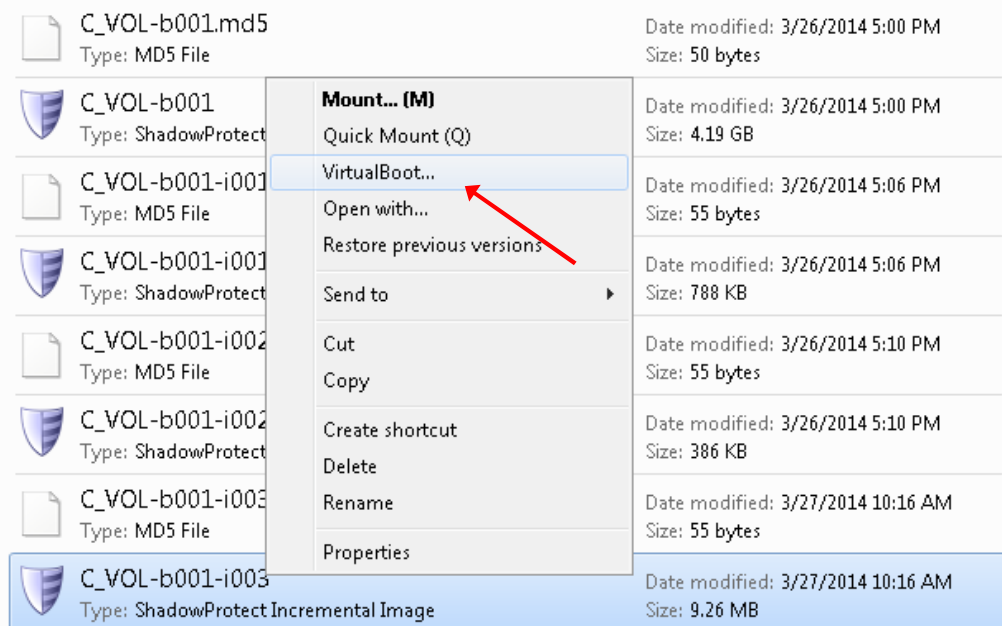 C_VOL-b001.md5
Date modified: 3/26/2014 5:00 PM
Type: MD5 File
Size: 50 bytes
C_VOL-b001
Date modified: 3/26/2014 5:00 PM
Type: ShadowProtect
Size: 4.19 GB
C_VOL-b001-i001
Date modified: 3/26/2014 5:06 PM
Type: MD5 File
Size: 55 bytes
C_VOL-b001-i001
Date modified: 3/26/2014 5:06 PM
Type: ShadowProtect
Size: 788 KB
C_VOL-b001-i002
Date modified: 3/26/2014 5:10 PM
Type: MD5 File
Size: 55 bytes
C_VOL-b001-i002
Date modified: 3/26/2014 5:10 PM
Type: ShadowProtect
Size: 386 KB
C_VOL-b001-i003
Date modified: 3/27/2014 10:16 AM
Type: MD5 File
Size: 55 bytes
C_VOL-b001-i003
Date modified: 3/27/2014 10:16 AM
Type: ShadowProtect Incremental Image
Size: 9.26 MB
Mount... (M)
Quick Mount (Q)
VirtualBoot...
Open with...
Restore previous versions
Send to
Cut
Copy
Create shortcut
Delete
Rename
Properties